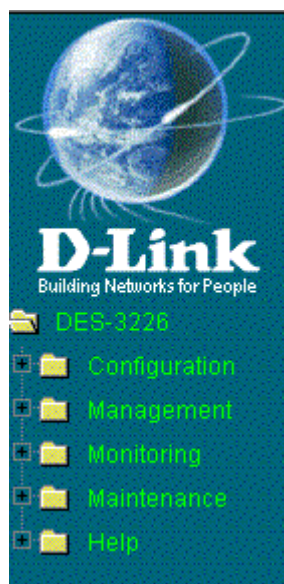 D-Link
Building Networks for People
DES-3226
Configuration
Management
Monitoring
Maintenance
Help